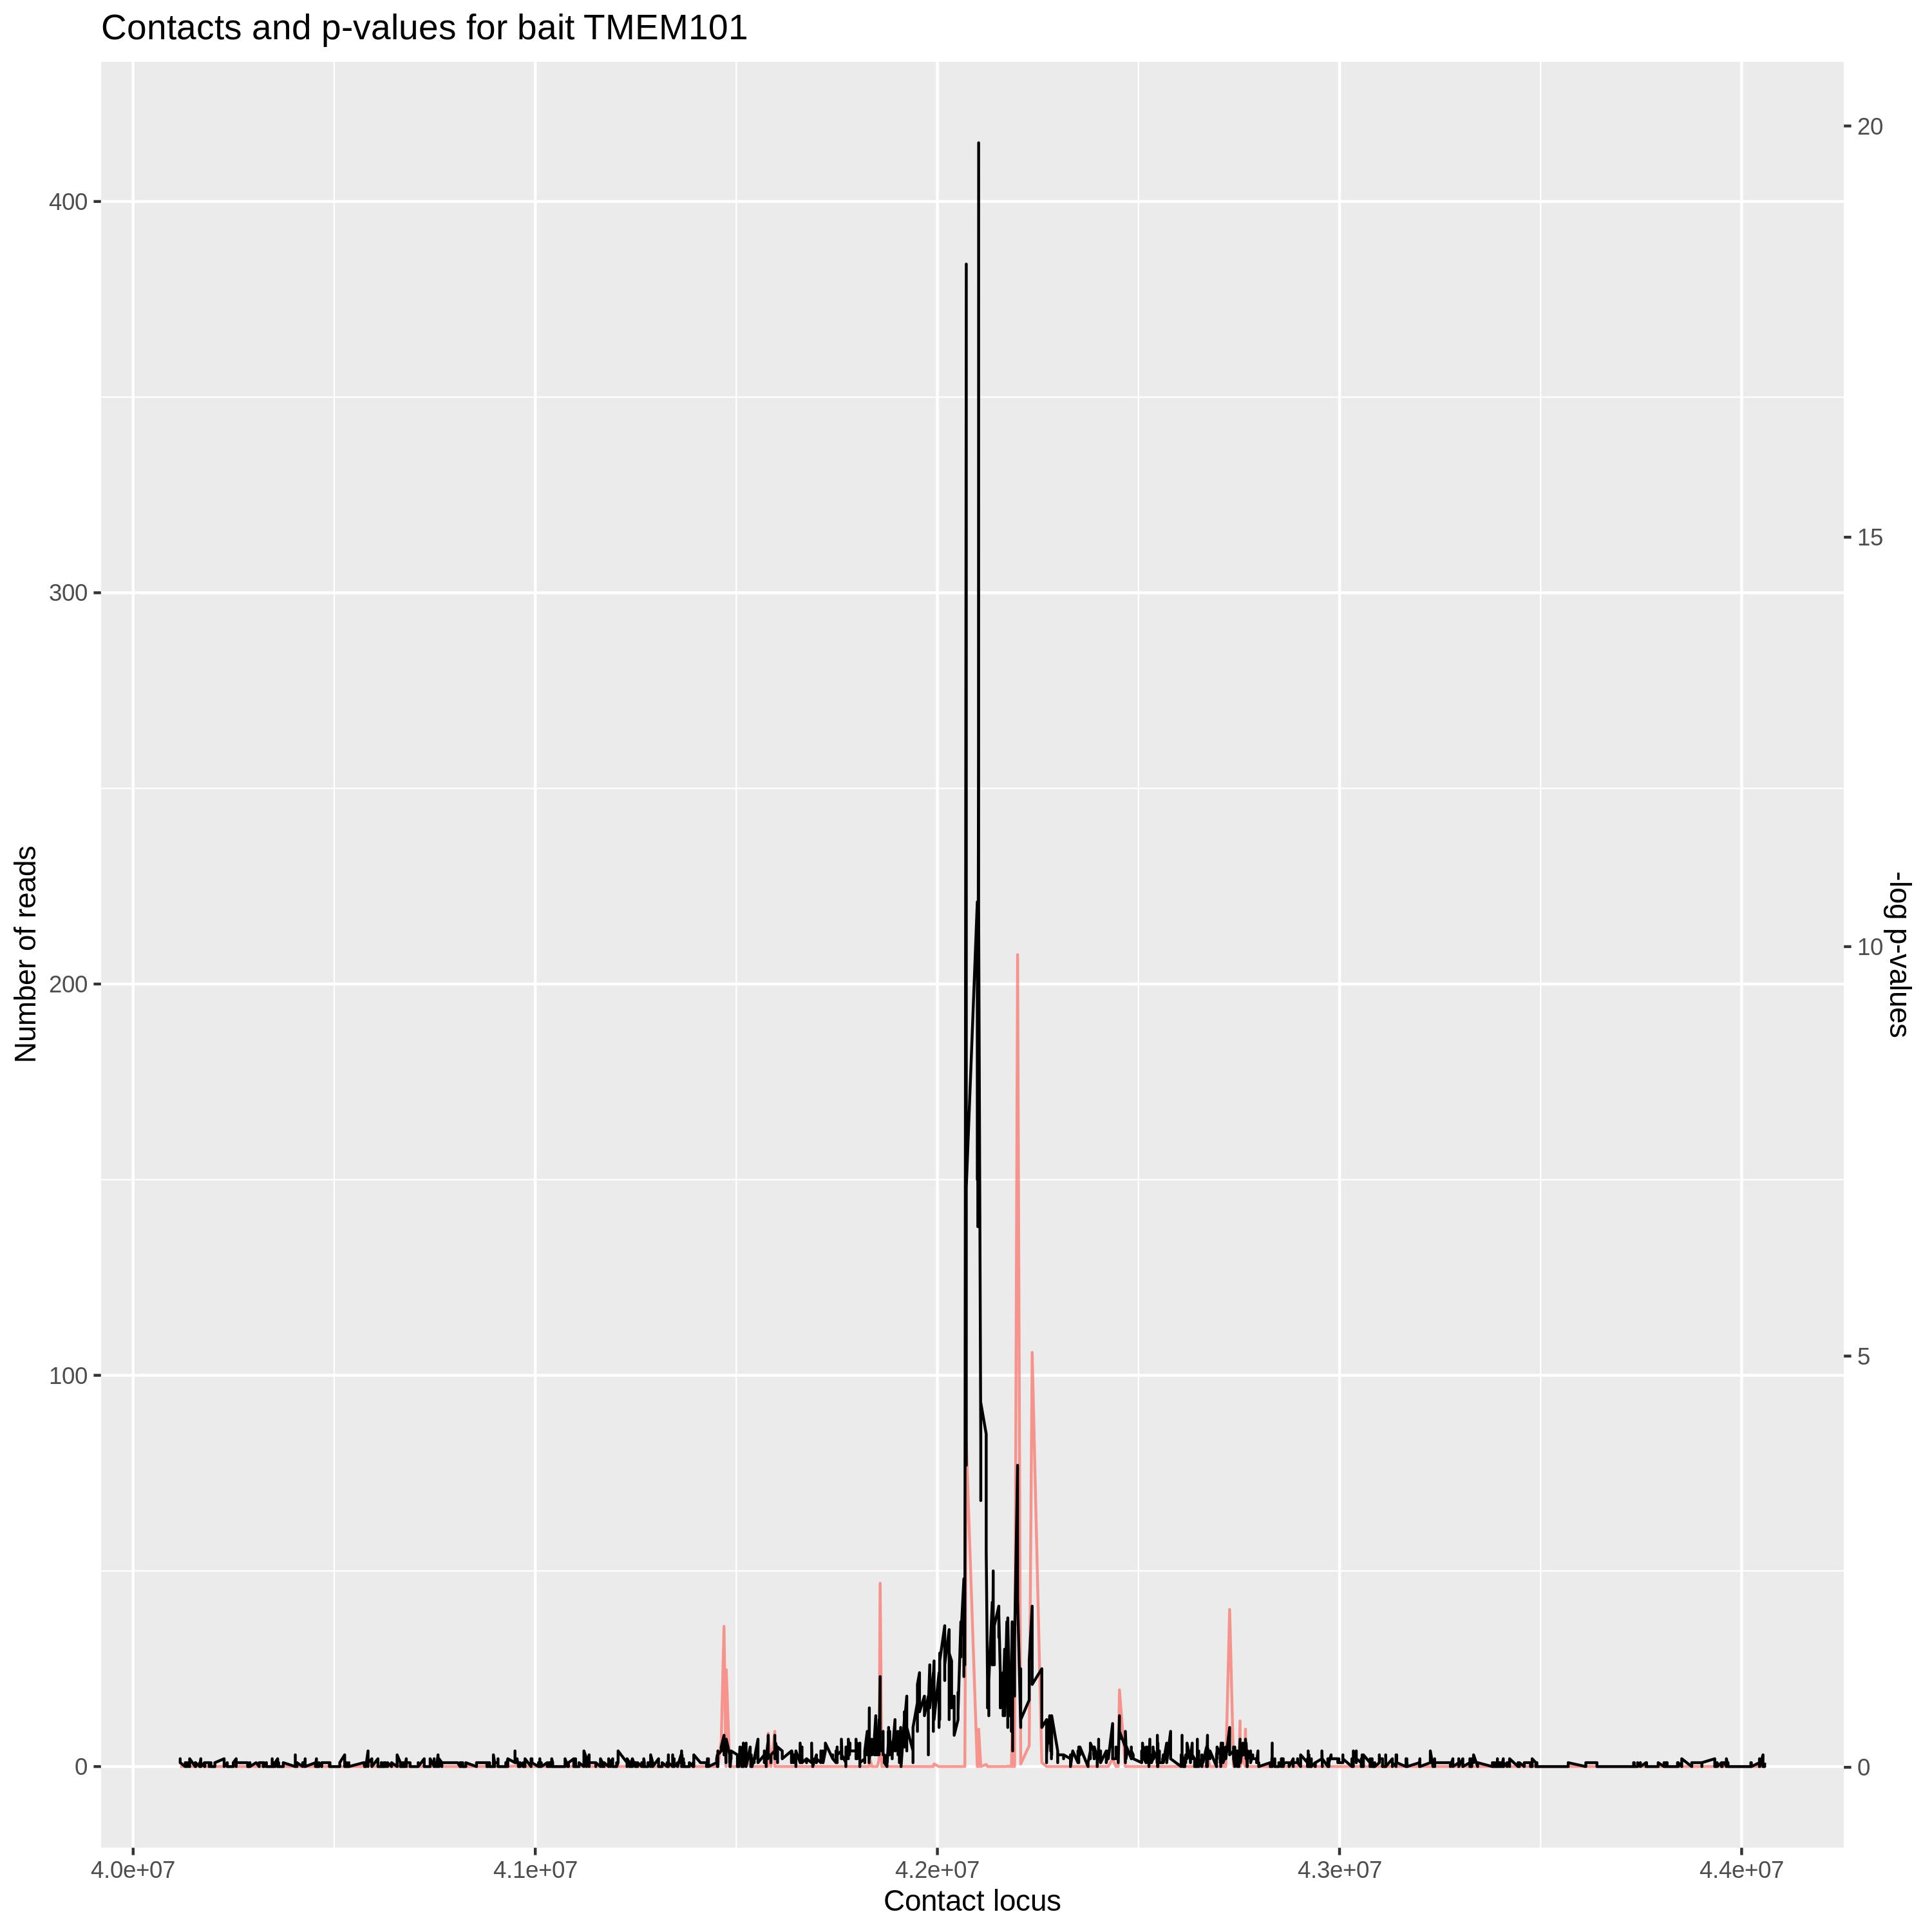 Contacts and p-values for bait TMEM101
Number of reads
400
300
200
100
0
20
15
10
5
0
-log p-values
4.0e+07
4.1e+07
4.2e+07
4.3e+07
4.4e+07
Contact locus